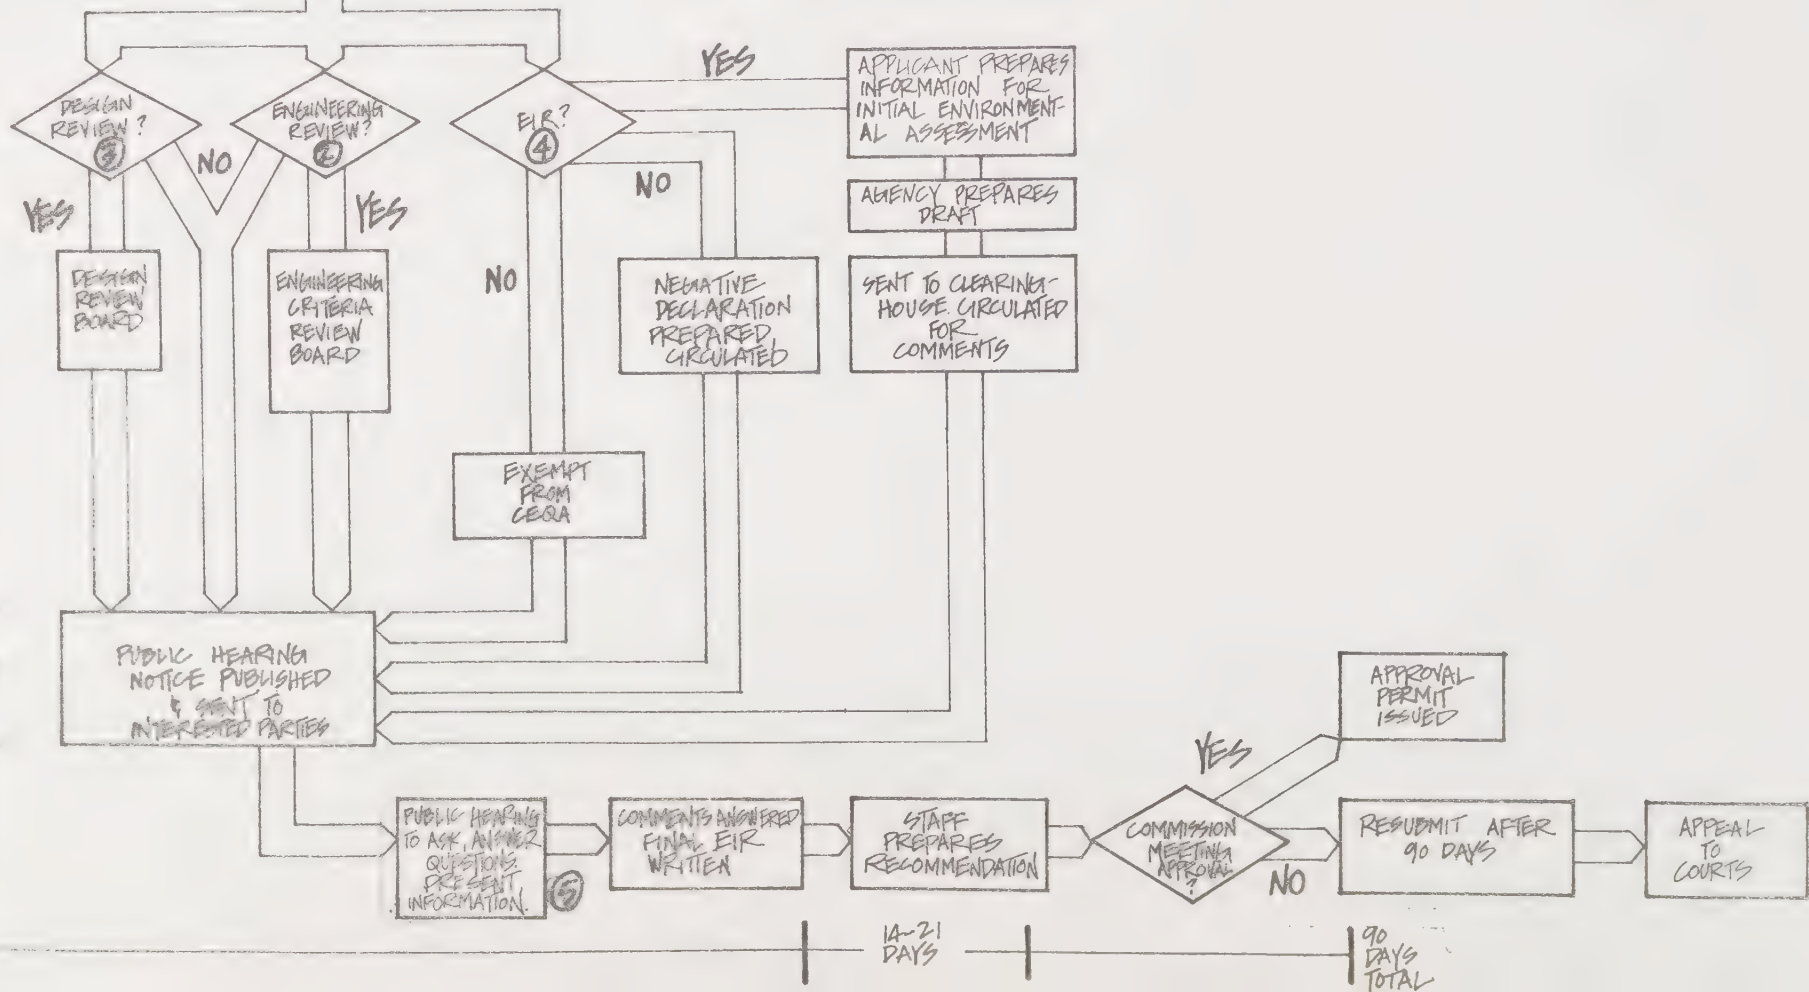 DESIGN
REVIEW?
3
YES
NO
ENGINEERING
REVIEW?
2
YES
EIR?
4
YES
NO
NO
APPLICANT PREPARES
INFORMATION FOR
INITIAL ENVIRONMENT-
AL ASSESSMENT
AGENCY PREPARES
DRAFT
SENT TO CLEARING-
HOUSE. CIRCULATED
FOR
COMMENTS
DESIGN
REVIEW
BOARD
ENGINEERING
CRITERIA
REVIEW
BOARD
NEGATIVE
DECLARATION
PREPARED,
CIRCULATED
EXEMPT
FROM
CEQA
PUBLIC HEARING
NOTICE PUBLISHED
& SENT TO
INTERESTED PARTIES
PUBLIC HEARING
TO ASK, ANSWER
QUESTIONS.
PRESENT
INFORMATION.
5
COMMENTS ANSWERED
FINAL EIR
WRITTEN
STAFF
PREPARES
RECOMMENDATION
COMMISSION
MEETING
APPROVAL
?
YES
NO
APPROVAL
PERMIT
ISSUED
RESUBMIT AFTER
90 DAYS
APPEAL
TO
COURTS
14-21
DAYS
90
DAYS
TOTAL